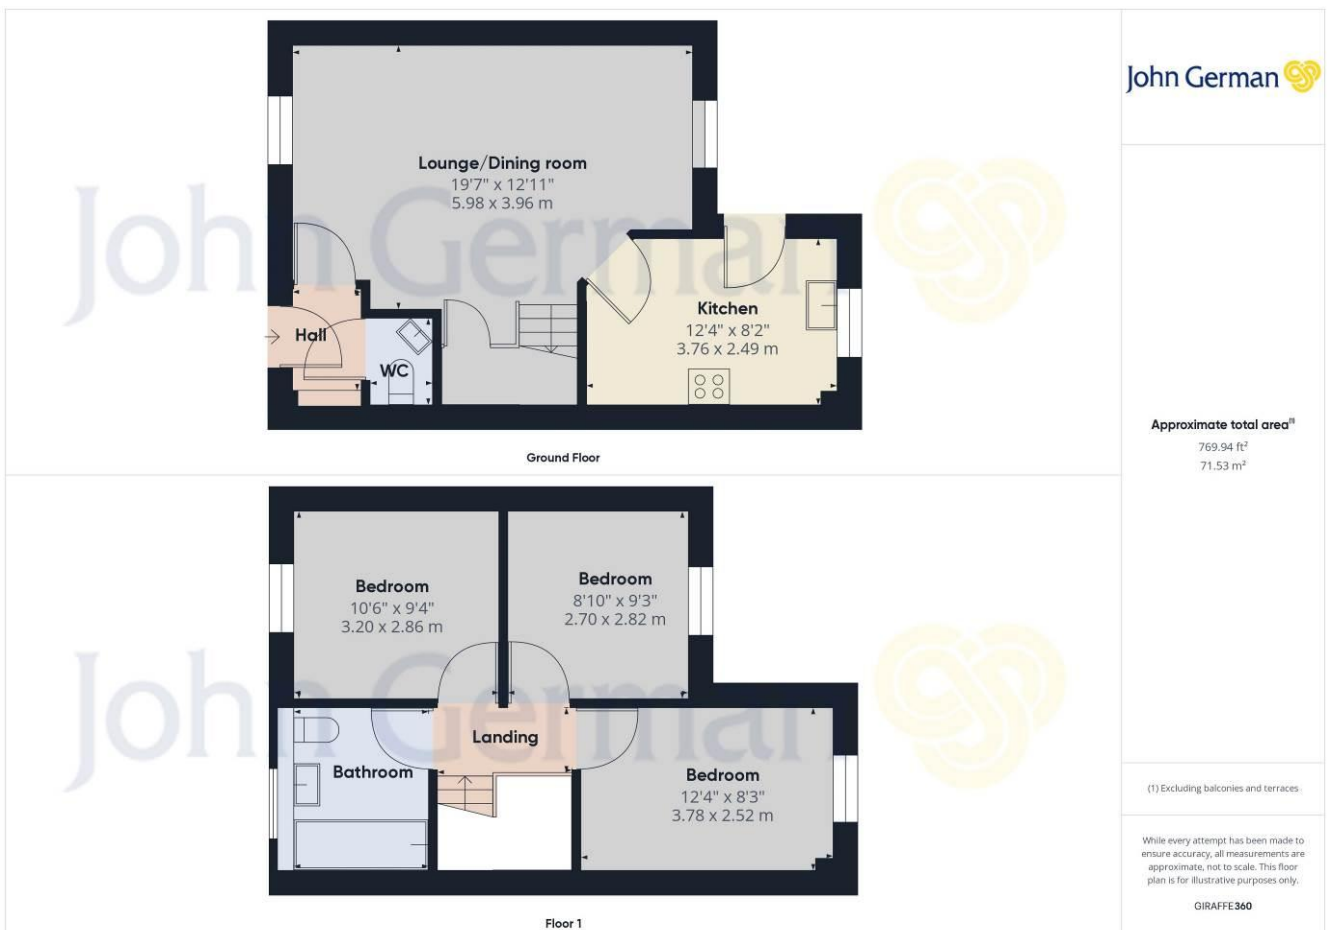 Lounge/Dining room
19'7" x 12'11"
5.98 x 3.96 m
Hall
WC
Kitchen
12'4" x 8'2"
3.76 x 2.49 m
John German
Ground Floor
Bedroom
10'6" x 9'4"
3.20 x 2.86 m
Bedroom
8'10" x 9'3"
2.70 x 2.82 m
Landing
Bathroom
Bedroom
12'4" x 8'3"
3.78 x 2.52 m
John German
Floor 1
John German
Approximate total area(1)
769.94 ft²
71.53 m²
(1) Excluding balconies and terraces
While every attempt has been made to
ensure accuracy, all measurements are
approximate, not to scale. This floor
plan is for illustrative purposes only.
GIRAFFE360